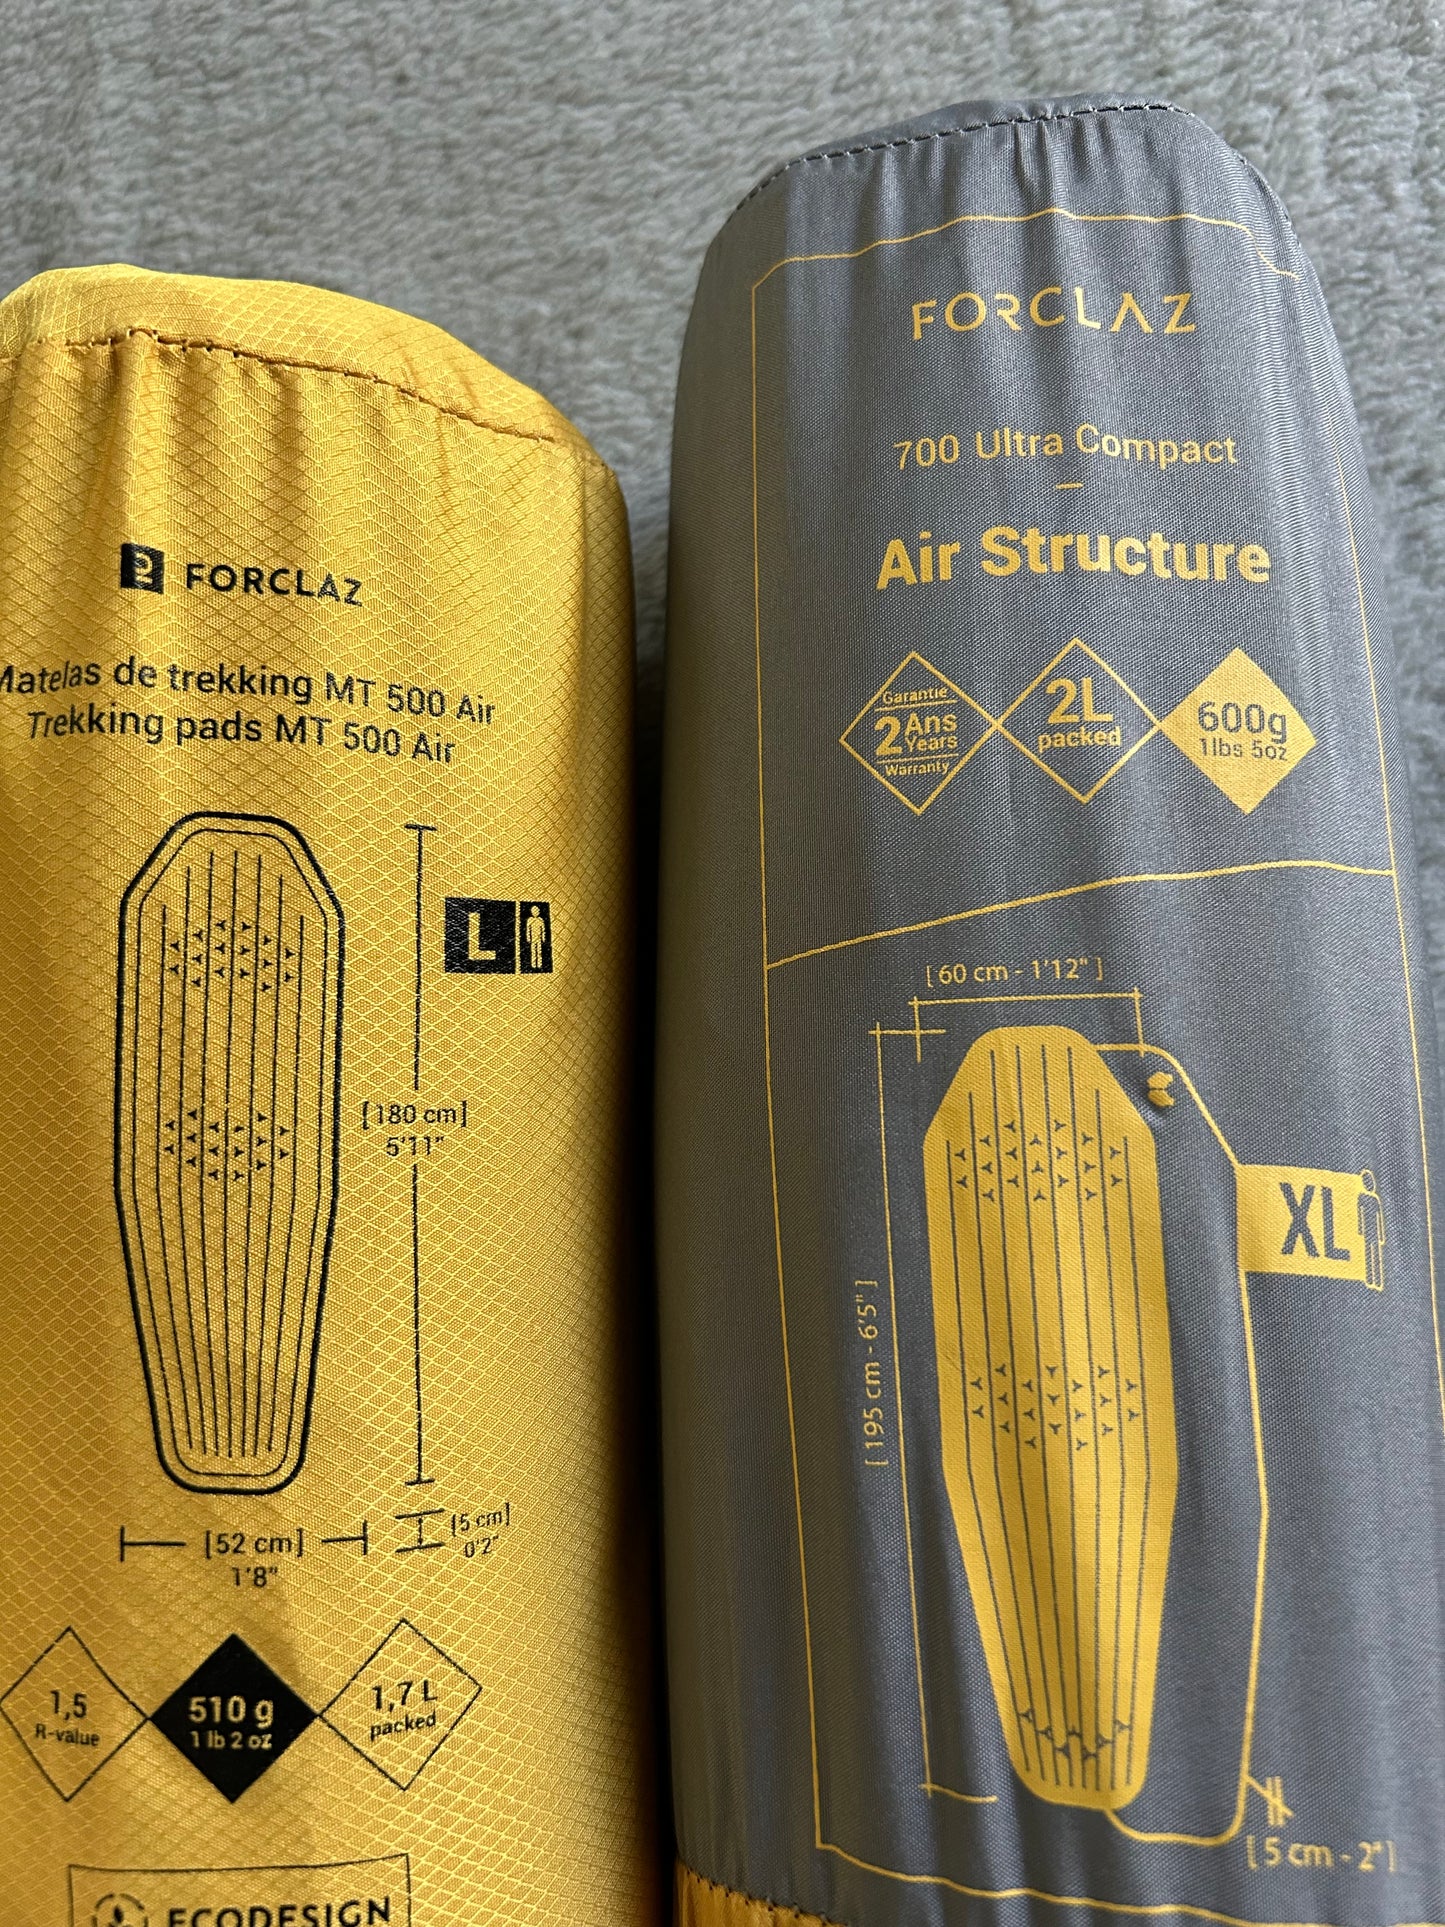 FORCLAZ
Matelas de trekking MT 500 Air
Trekking pads MT 500 Air
L
[180 cm]
5'11"
[52 cm]
1'8"
[5 cm]
0'2"
1,5
R-value
510 g
1 lb 2 oz
1,7 L
packed
ECODESIGN
FORCLAZ
700 Ultra Compact
Air Structure
Garantie
2 Ans
Years
Warranty
2L
packed
600g
1lbs 5oz
[ 60 cm - 1'12" ]
XL
[ 195 cm - 6'5" ]
[ 5 cm - 2" ]